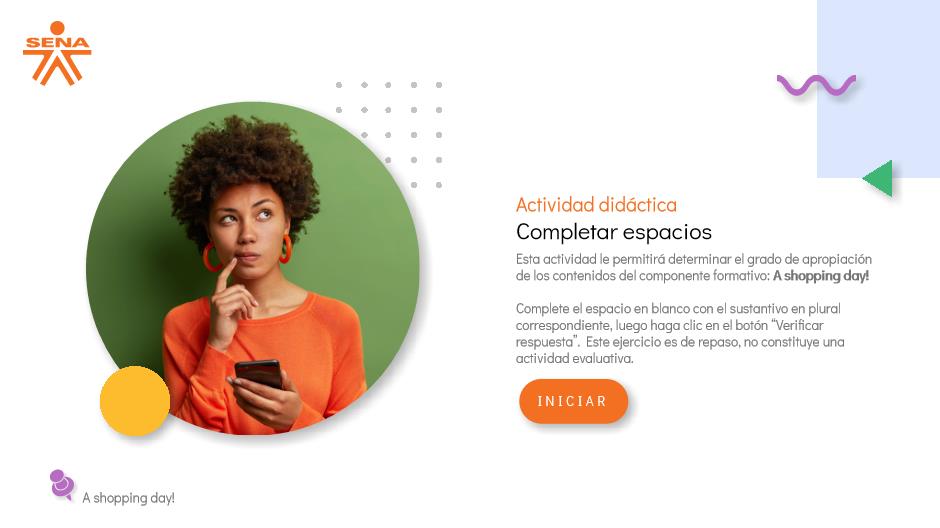 SENA
Actividad didáctica
Completar espacios
Esta actividad le permitirá determinar el grado de apropiación
de los contenidos del componente formativo: A shopping day!
Complete el espacio en blanco con el sustantivo en plural
correspondiente, luego haga clic en el botón “Verificar
respuesta”. Este ejercicio es de repaso, no constituye una
actividad evaluativa.
INICIAR
A shopping day!